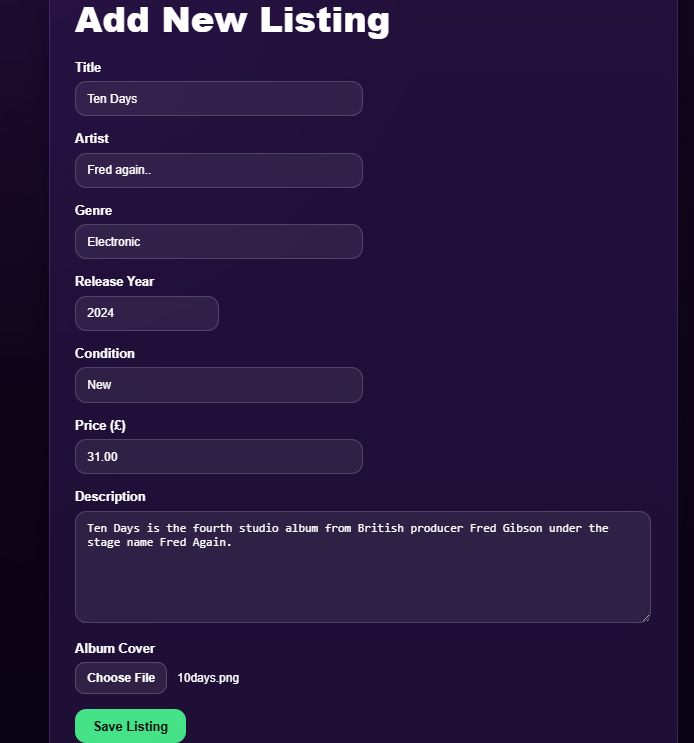 Add New Listing
Title
Ten Days
Artist
Fred again..
Genre
Electronic
Release Year
2024
Condition
New
Price (£)
31.00
Description
Ten Days is the fourth studio album from British producer Fred Gibson under the
stage name Fred Again.
Album Cover
Choose File 10days.png
Save Listing